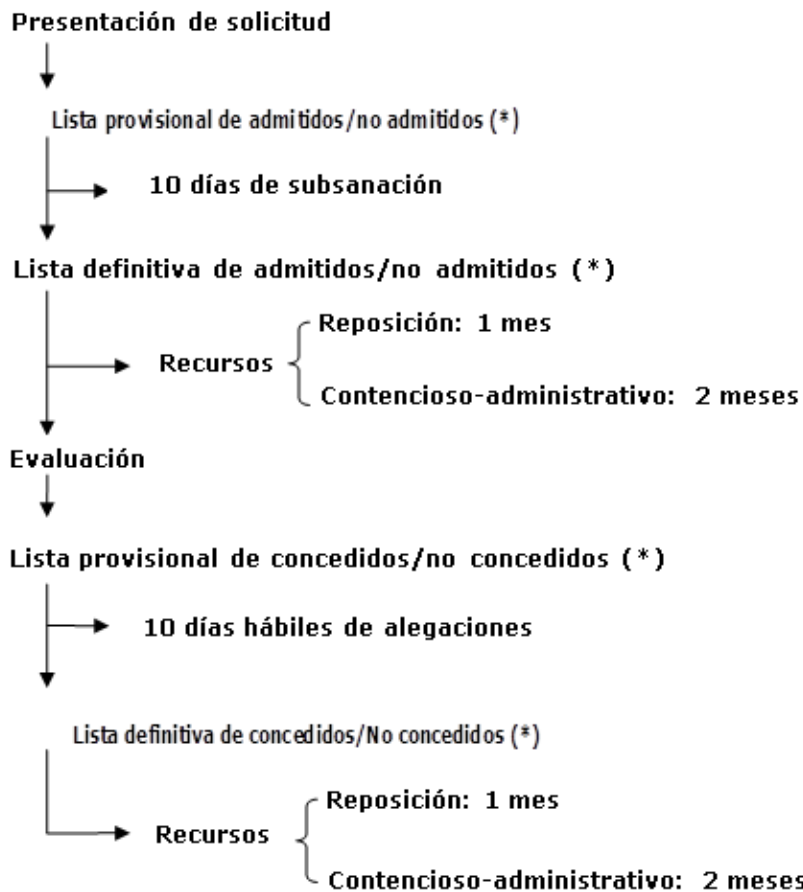 Presentación de solicitud
Lista provisional de admitidos/no admitidos (*)
10 días de subsanación
Lista definitiva de admitidos/no admitidos (*)
Reposición: 1 mes
Recursos
Contencioso-administrativo: 2 meses
Evaluación
Lista provisional de concedidos/no concedidos (*)
10 días hábiles de alegaciones
Lista definitiva de concedidos/No concedidos (*)
Reposición: 1 mes
Recursos
Contencioso-administrativo: 2 meses